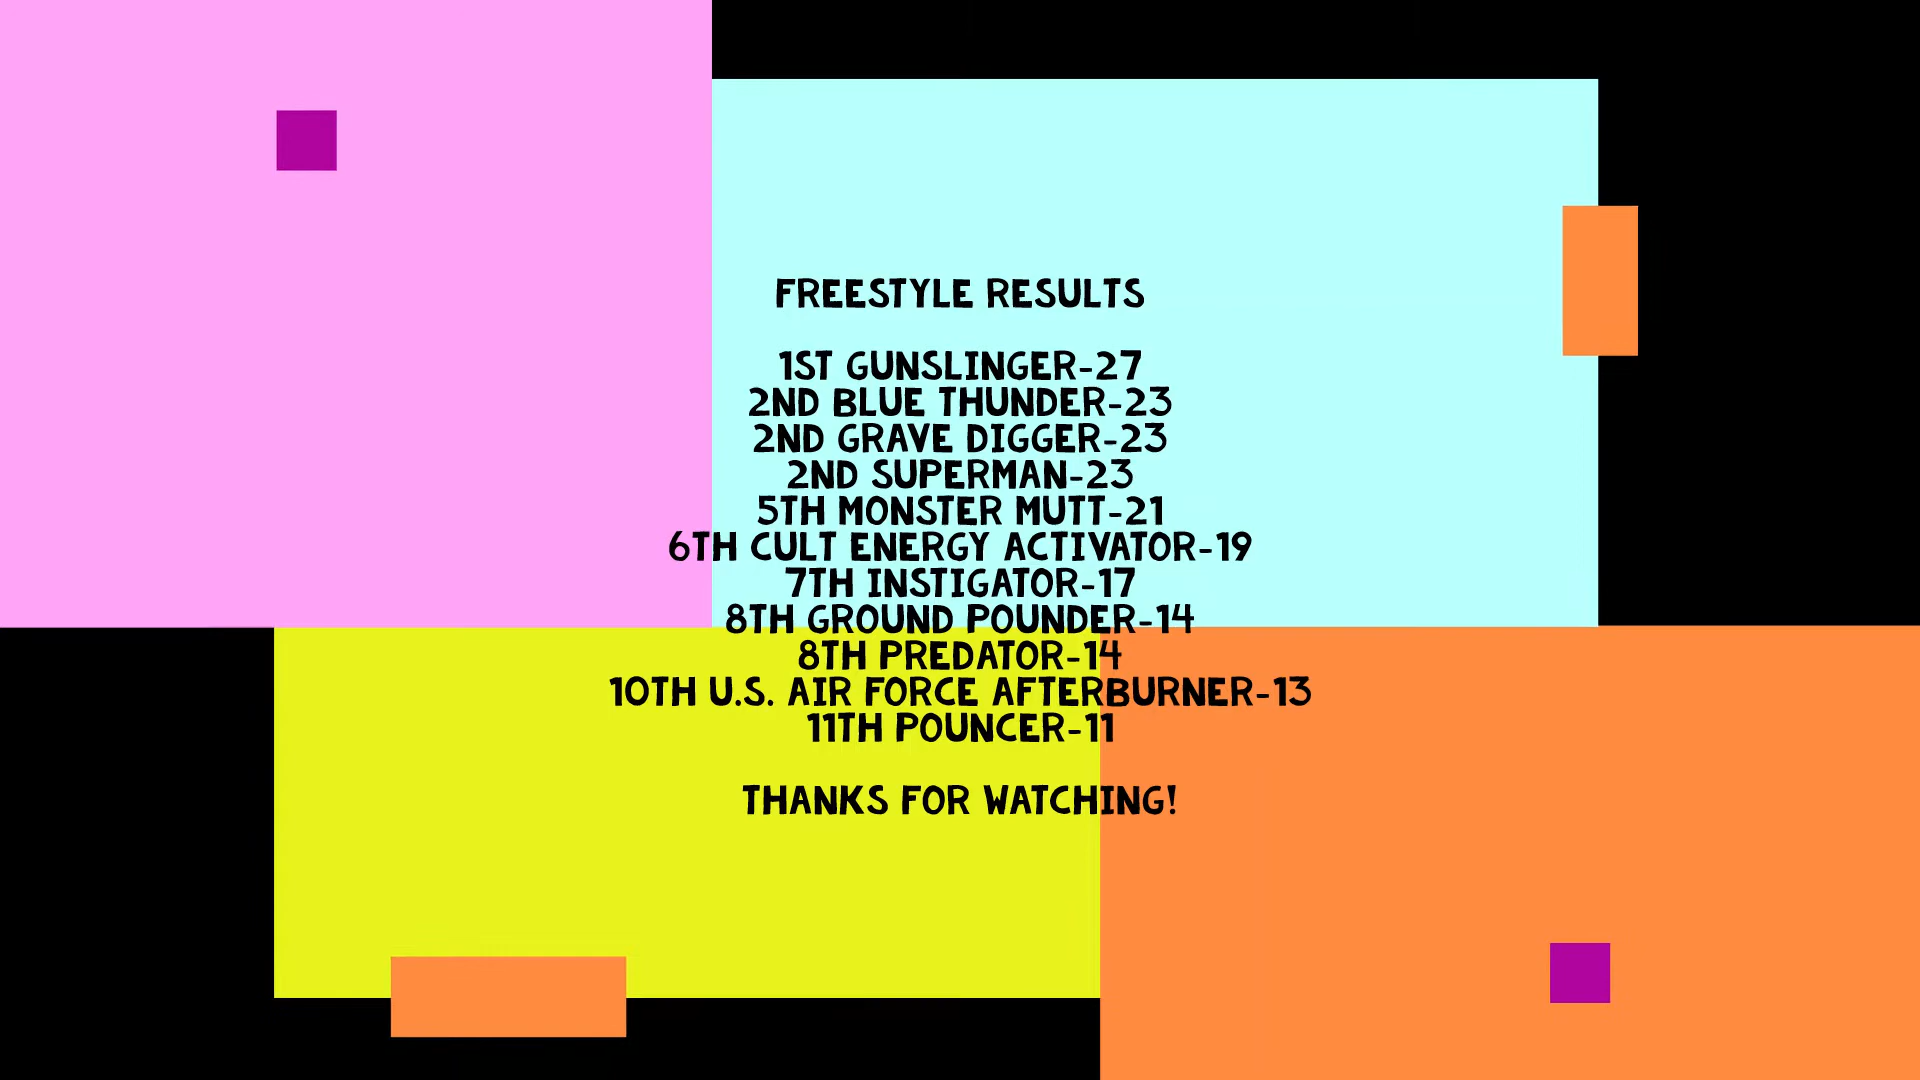 FREESTYLE RESULTS
1ST GUNSLINGER-27
2ND BLUE THUNDER-23
2ND GRAVE DIGGER-23
2ND SUPERMAN-23
5TH MONSTER MUTT-21
6TH CULT ENERGY ACTIVATOR-19
7TH INSTIGATOR-17
8TH GROUND POUNDER-14
8TH PREDATOR-14
10TH U.S. AIR FORCE AFTERBURNER-13
11TH POUNCER-11
THANKS FOR WATCHING!